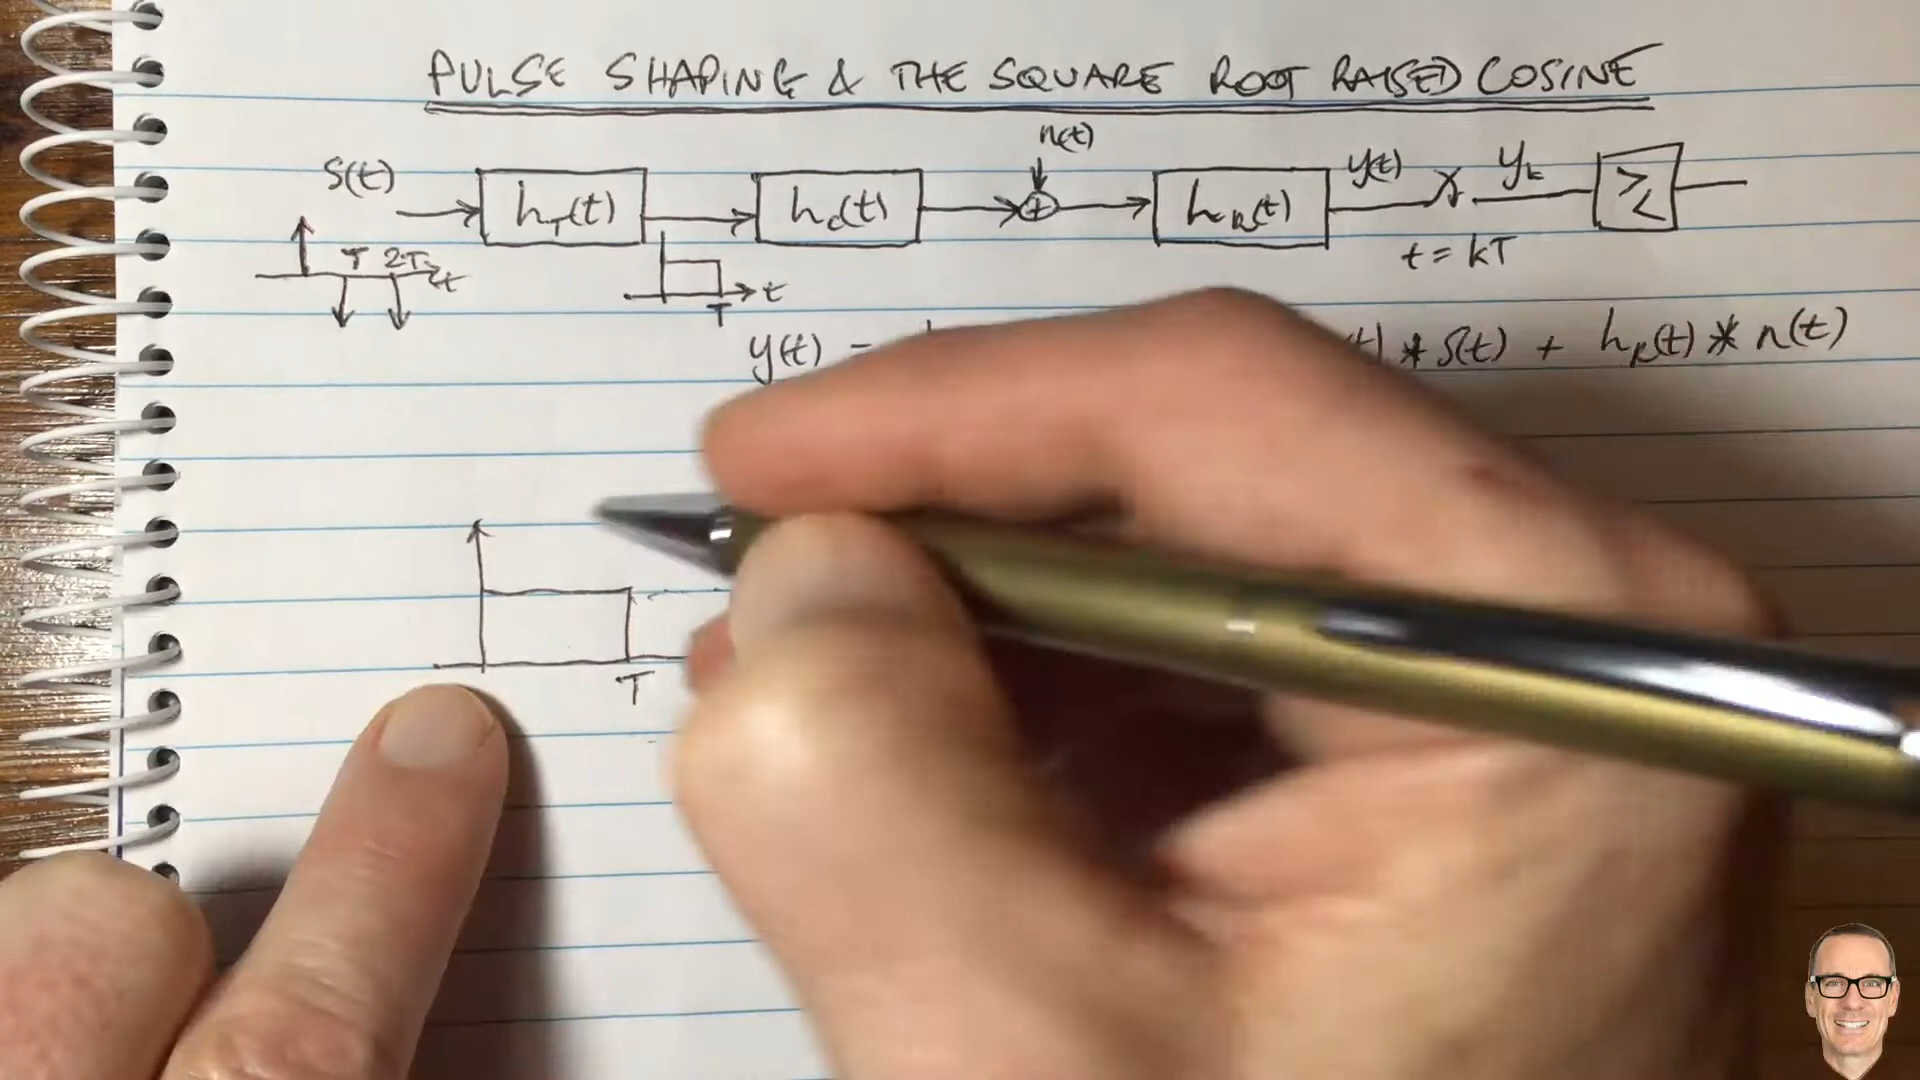 PULSE SHAPING & THE SQUARE ROOT RAISED COSINE
n(t)
S(t) h_T(t) h_c(t) + h_R(t) y(t) y_k ><
T 2T t
T t
t = kT
y(t) = *S(t) + h_R(t) * n(t)
T